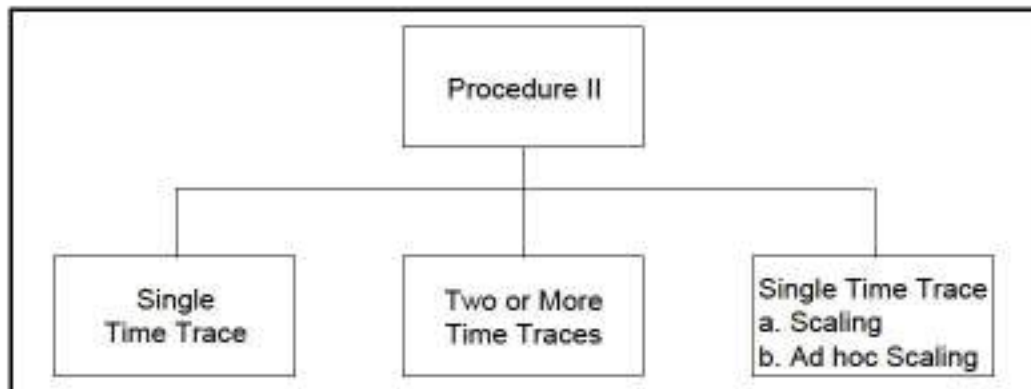 Procedure II
Single
Time Trace
Two or More
Time Traces
Single Time Trace
a. Scaling
b. Ad hoc Scaling